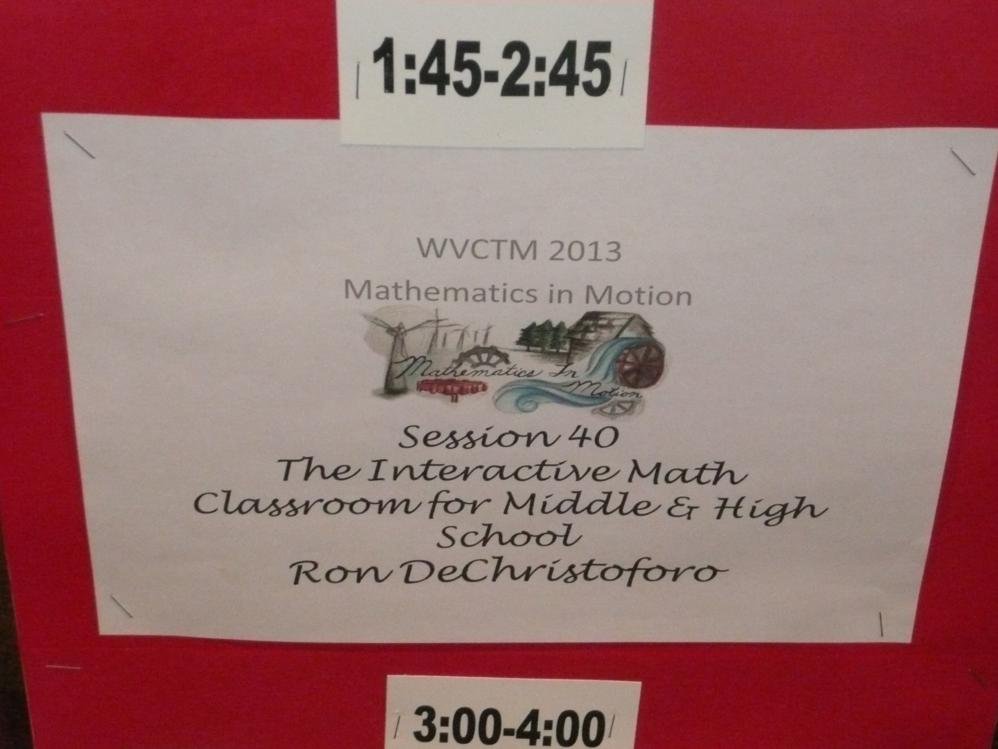 1:45-2:45
WVCTM 2013
Mathematics in Motion
Mathematics In
Motion
Session 40
The Interactive Math
Classroom for Middle & High
School
Ron DeChristoforo
3:00-4:00